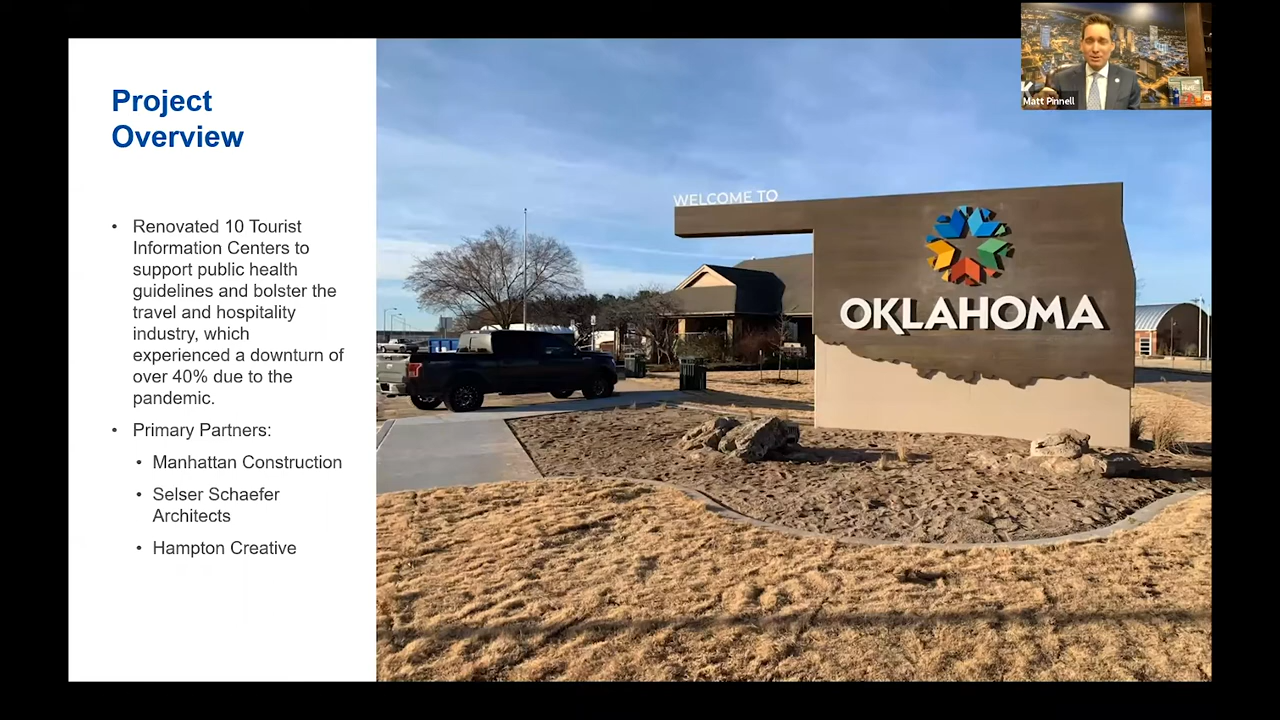 Project
Overview
• Renovated 10 Tourist
Information Centers to
support public health
guidelines and bolster the
travel and hospitality
industry, which
experienced a downturn of
over 40% due to the
pandemic.
• Primary Partners:
• Manhattan Construction
• Selser Schaefer
Architects
• Hampton Creative
WELCOME TO
OKLAHOMA
Matt Pinnell